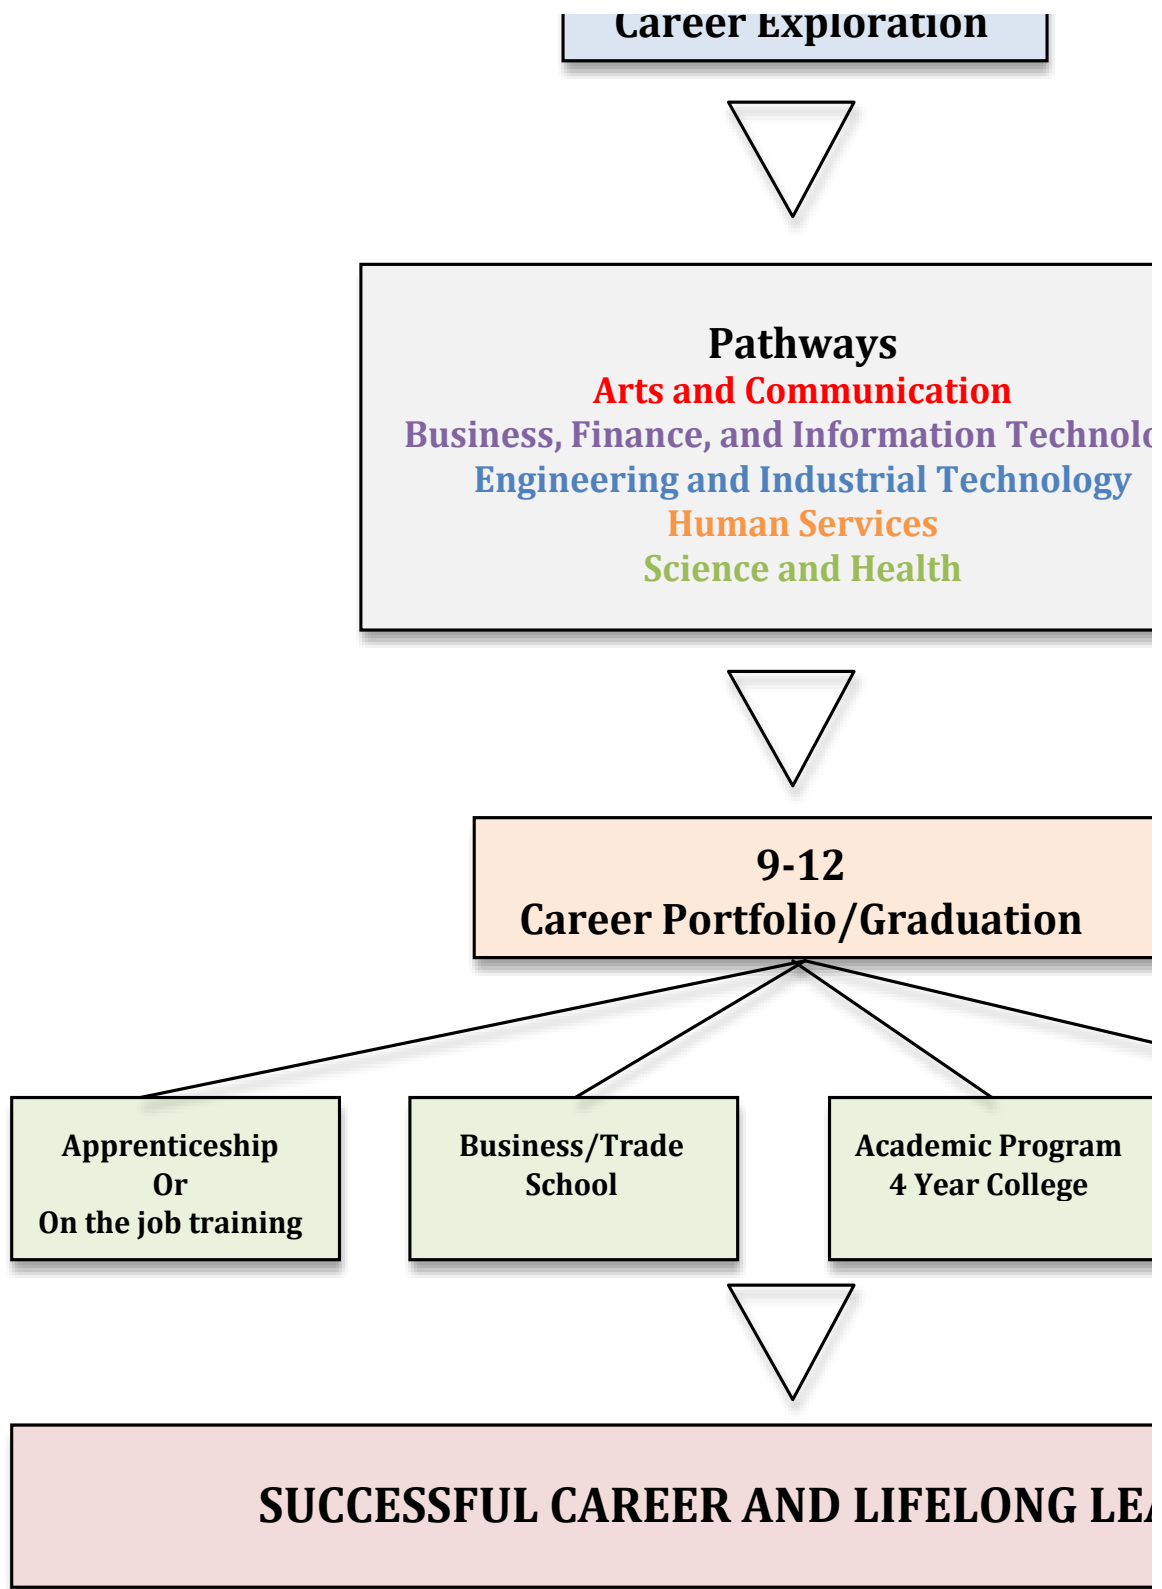 Career Exploration
Pathways
Arts and Communication
Business, Finance, and Information Technolo
Engineering and Industrial Technology
Human Services
Science and Health
9-12
Career Portfolio/Graduation
Apprenticeship
Or
On the job training
Business/Trade
School
Academic Program
4 Year College
SUCCESSFUL CAREER AND LIFELONG LEA